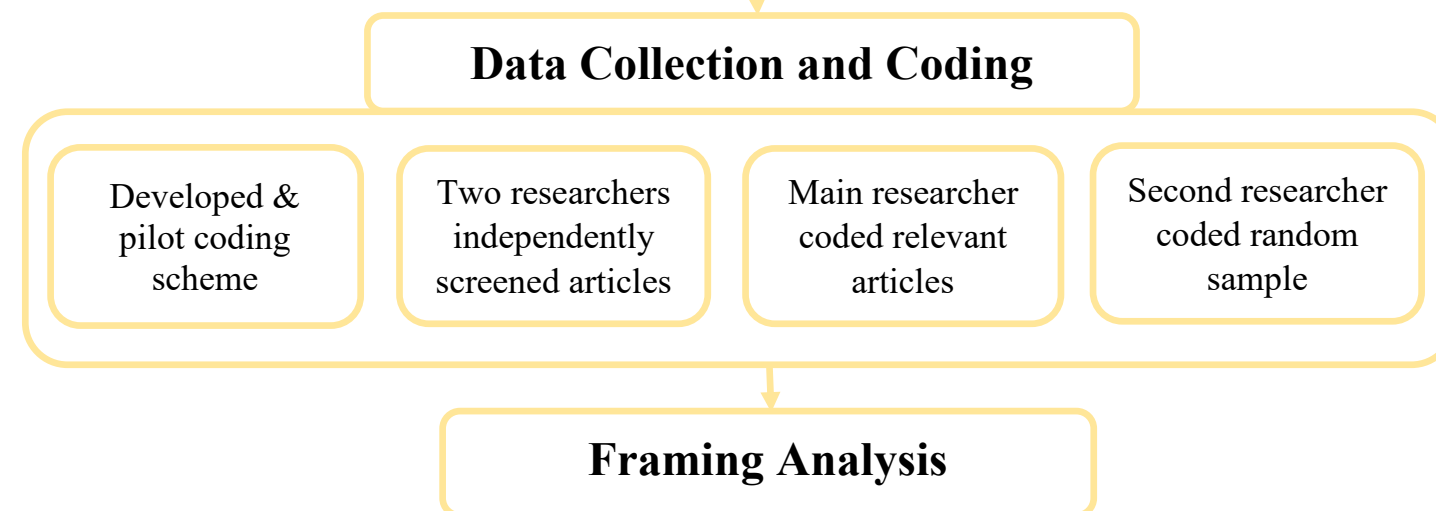 Data Collection and Coding
Developed &
pilot coding
scheme
Two researchers
independently
screened articles
Main researcher
coded relevant
articles
Second researcher
coded random
sample
Framing Analysis